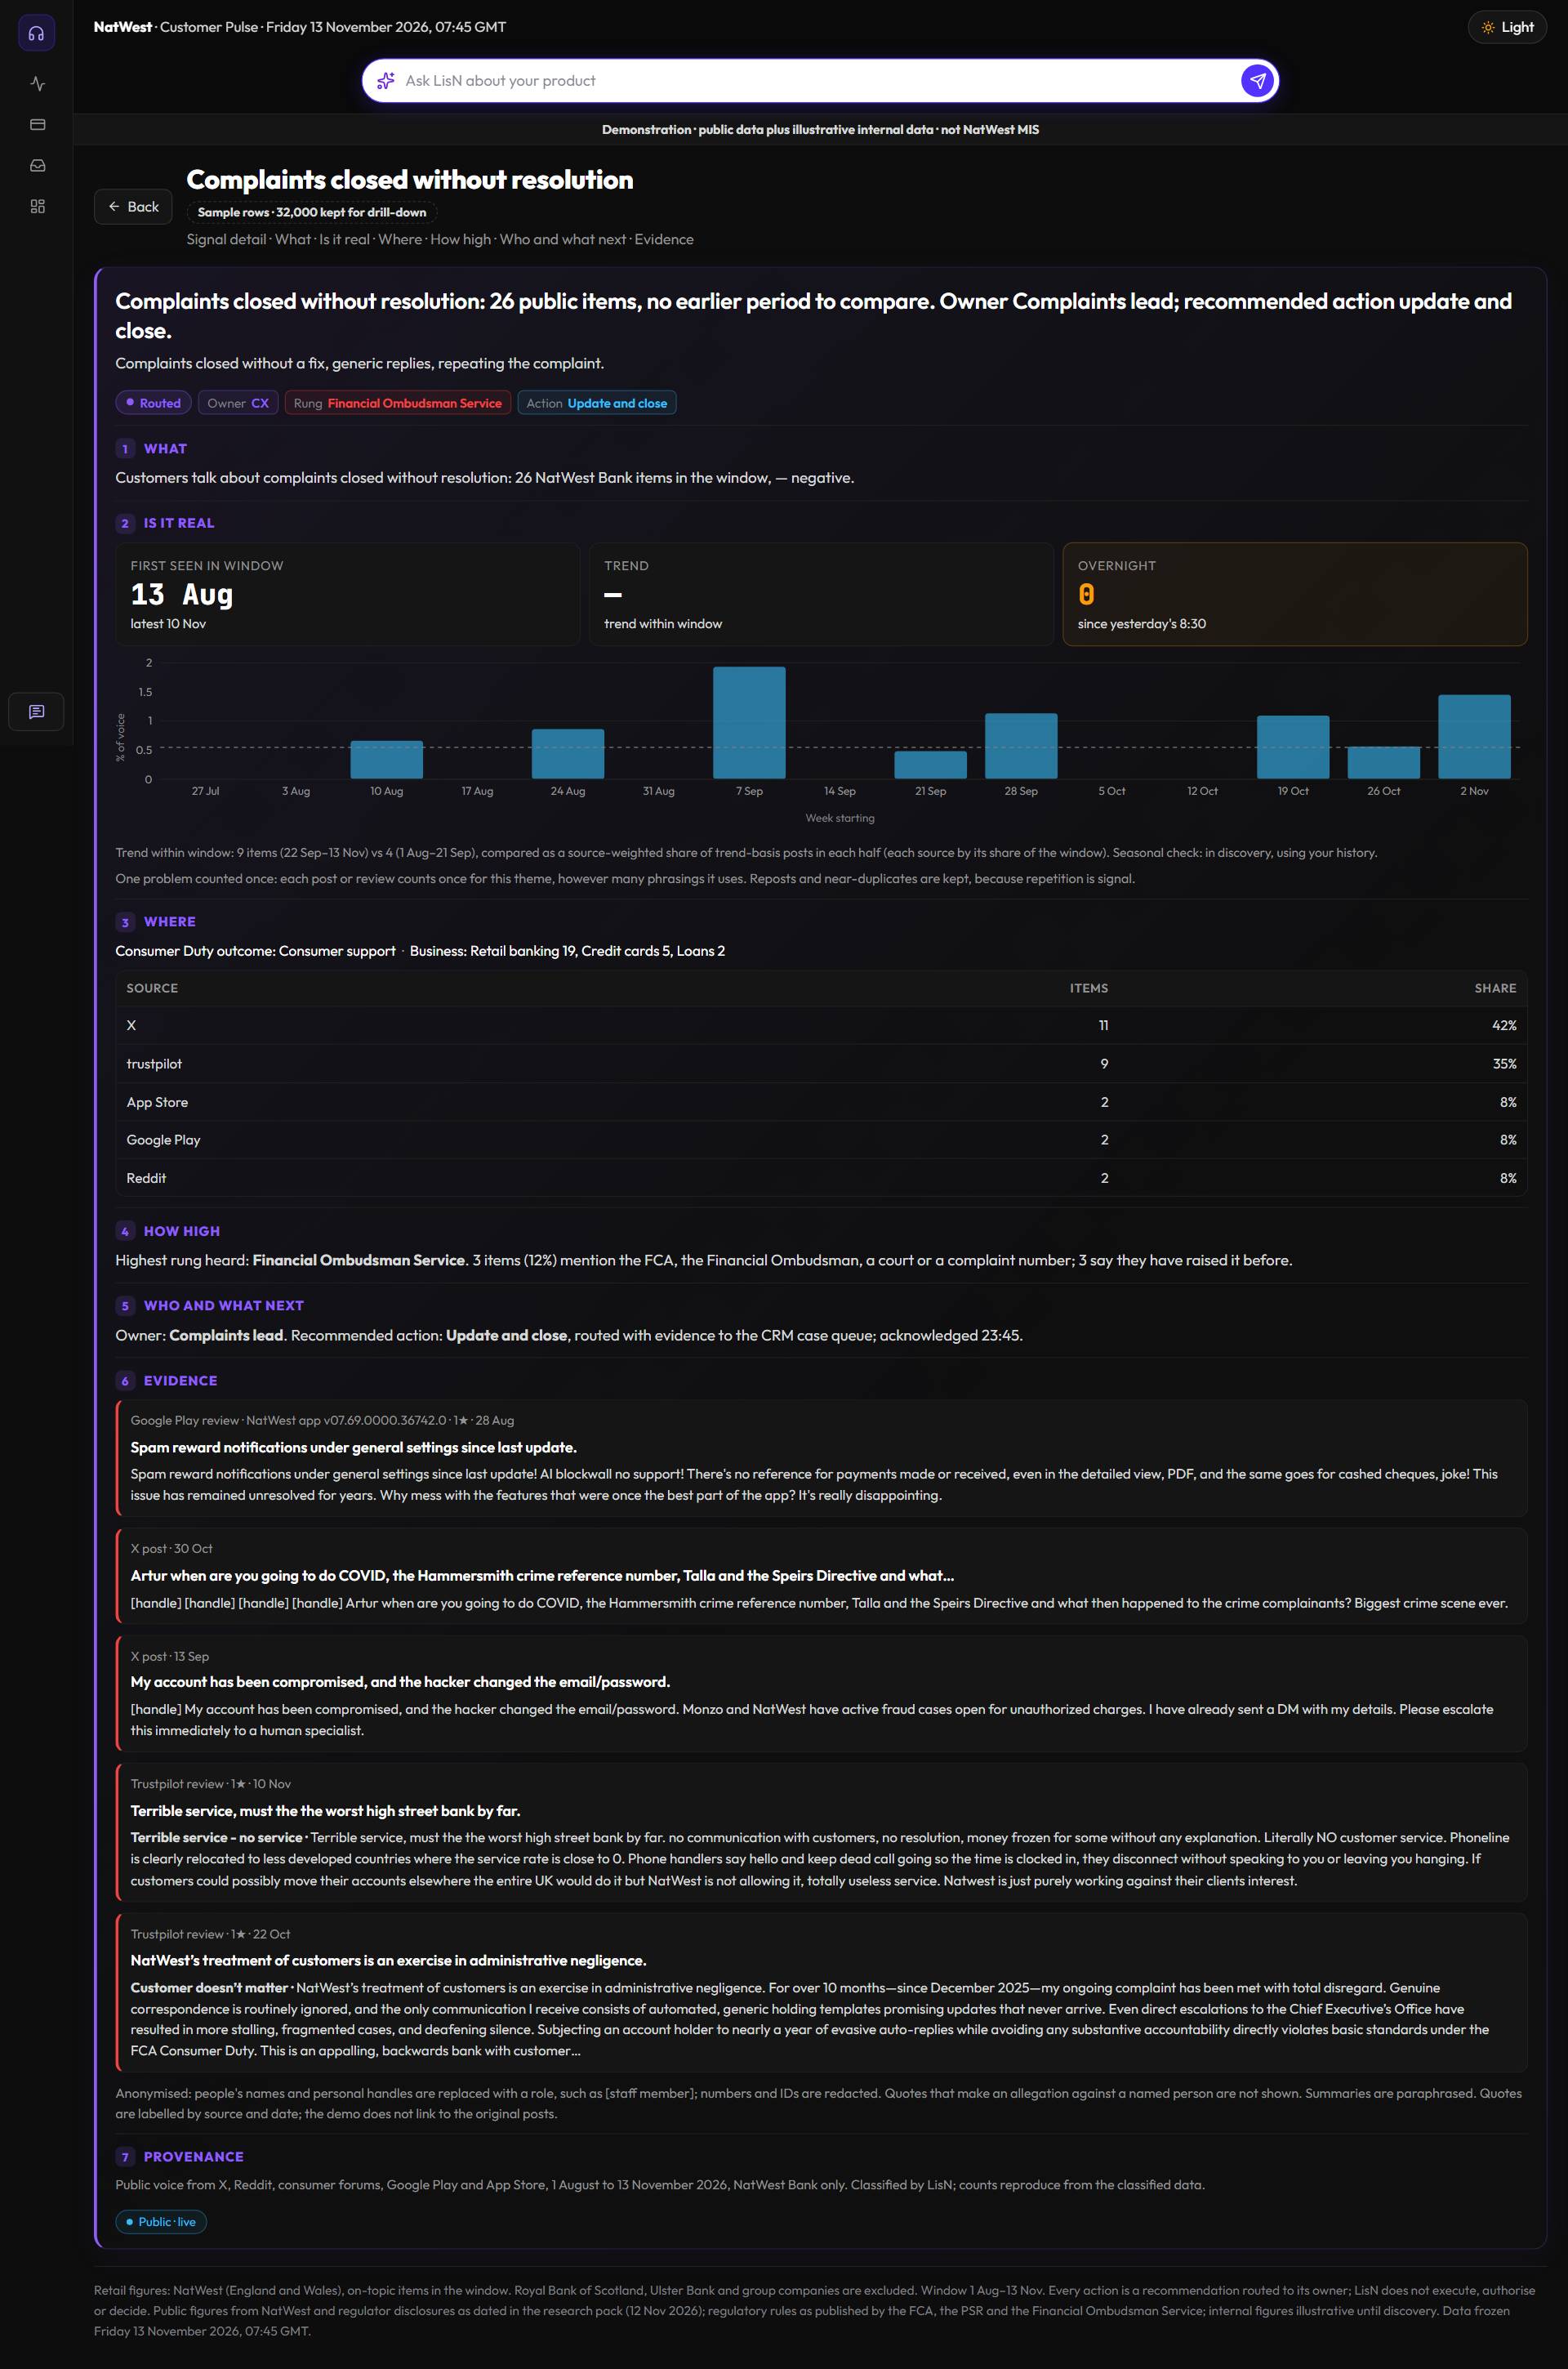 NatWest · Customer Pulse · Friday 13 November 2026, 07:45 GMT
Light
Ask LisN about your product
Demonstration · public data plus illustrative internal data · not NatWest MIS
Back
Complaints closed without resolution
Sample rows · 32,000 kept for drill-down
Signal detail · What · Is it real · Where · How high · Who and what next · Evidence
Complaints closed without resolution: 26 public items, no earlier period to compare. Owner Complaints lead; recommended action update and
close.
Complaints closed without a fix, generic replies, repeating the complaint.
Routed
Owner CX
Rung Financial Ombudsman Service
Action Update and close
1 WHAT
Customers talk about complaints closed without resolution: 26 NatWest Bank items in the window, — negative.
2 IS IT REAL
FIRST SEEN IN WINDOW
13 Aug
latest 10 Nov
TREND
—
trend within window
OVERNIGHT
0
since yesterday's 8:30
2
1.5
1
0.5
0
% of voice
27 Jul 3 Aug 10 Aug 17 Aug 24 Aug 31 Aug 7 Sep 14 Sep 21 Sep 28 Sep 5 Oct 12 Oct 19 Oct 26 Oct 2 Nov
Week starting
Trend within window: 9 items (22 Sep–13 Nov) vs 4 (1 Aug–21 Sep), compared as a source-weighted share of trend-basis posts in each half (each source by its share of the window). Seasonal check: in discovery, using your history.
One problem counted once: each post or review counts once for this theme, however many phrasings it uses. Reposts and near-duplicates are kept, because repetition is signal.
3 WHERE
Consumer Duty outcome: Consumer support · Business: Retail banking 19, Credit cards 5, Loans 2
SOURCE ITEMS SHARE
X 11 42%
trustpilot 9 35%
App Store 2 8%
Google Play 2 8%
Reddit 2 8%
4 HOW HIGH
Highest rung heard: Financial Ombudsman Service. 3 items (12%) mention the FCA, the Financial Ombudsman, a court or a complaint number; 3 say they have raised it before.
5 WHO AND WHAT NEXT
Owner: Complaints lead. Recommended action: Update and close, routed with evidence to the CRM case queue; acknowledged 23:45.
6 EVIDENCE
Google Play review · NatWest app v07.69.0000.36742.0 · 1★ · 28 Aug
Spam reward notifications under general settings since last update.
Spam reward notifications under general settings since last update! AI blockwall no support! There's no reference for payments made or received, even in the detailed view, PDF, and the same goes for cashed cheques, joke! This
issue has remained unresolved for years. Why mess with the features that were once the best part of the app? It's really disappointing.
X post · 30 Oct
Artur when are you going to do COVID, the Hammersmith crime reference number, Talla and the Speirs Directive and what…
[handle] [handle] [handle] [handle] Artur when are you going to do COVID, the Hammersmith crime reference number, Talla and the Speirs Directive and what then happened to the crime complainants? Biggest crime scene ever.
X post · 13 Sep
My account has been compromised, and the hacker changed the email/password.
[handle] My account has been compromised, and the hacker changed the email/password. Monzo and NatWest have active fraud cases open for unauthorized charges. I have already sent a DM with my details. Please escalate
this immediately to a human specialist.
Trustpilot review · 1★ · 10 Nov
Terrible service, must the the worst high street bank by far.
Terrible service - no service · Terrible service, must the the worst high street bank by far. no communication with customers, no resolution, money frozen for some without any explanation. Literally NO customer service. Phoneline
is clearly relocated to less developed countries where the service rate is close to 0. Phone handlers say hello and keep dead call going so the time is clocked in, they disconnect without speaking to you or leaving you hanging. If
customers could possibly move their accounts elsewhere the entire UK would do it but NatWest is not allowing it, totally useless service. Natwest is just purely working against their clients interest.
Trustpilot review · 1★ · 22 Oct
NatWest's treatment of customers is an exercise in administrative negligence.
Customer doesn't matter · NatWest's treatment of customers is an exercise in administrative negligence. For over 10 months—since December 2025—my ongoing complaint has been met with total disregard. Genuine
correspondence is routinely ignored, and the only communication I receive consists of automated, generic holding templates promising updates that never arrive. Even direct escalations to the Chief Executive's Office have
resulted in more stalling, fragmented cases, and deafening silence. Subjecting an account holder to nearly a year of evasive auto-replies while avoiding any substantive accountability directly violates basic standards under the
FCA Consumer Duty. This is an appalling, backwards bank with customer…
Anonymised: people's names and personal handles are replaced with a role, such as [staff member]; numbers and IDs are redacted. Quotes that make an allegation against a named person are not shown. Summaries are paraphrased. Quotes
are labelled by source and date; the demo does not link to the original posts.
7 PROVENANCE
Public voice from X, Reddit, consumer forums, Google Play and App Store, 1 August to 13 November 2026, NatWest Bank only. Classified by LisN; counts reproduce from the classified data.
Public · live
Retail figures: NatWest (England and Wales), on-topic items in the window. Royal Bank of Scotland, Ulster Bank and group companies are excluded. Window 1 Aug–13 Nov. Every action is a recommendation routed to its owner; LisN does not execute, authorise
or decide. Public figures from NatWest and regulator disclosures as dated in the research pack (12 Nov 2026); regulatory rules as published by the FCA, the PSR and the Financial Ombudsman Service; internal figures illustrative until discovery. Data frozen
Friday 13 November 2026, 07:45 GMT.